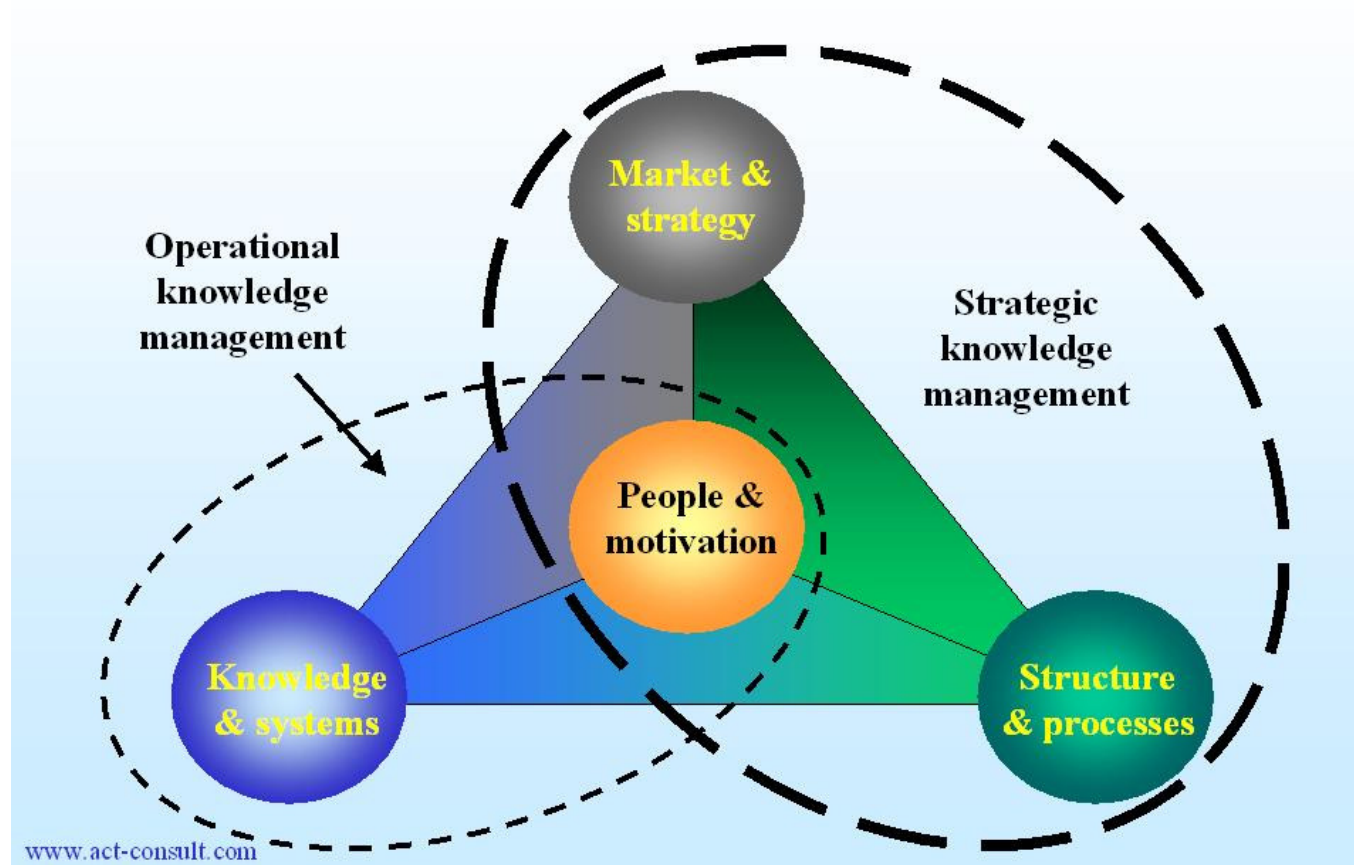 Market &
strategy
Operational
knowledge
management
Strategic
knowledge
management
People &
motivation
Knowledge
& systems
Structure
& processes
www.act-consult.com